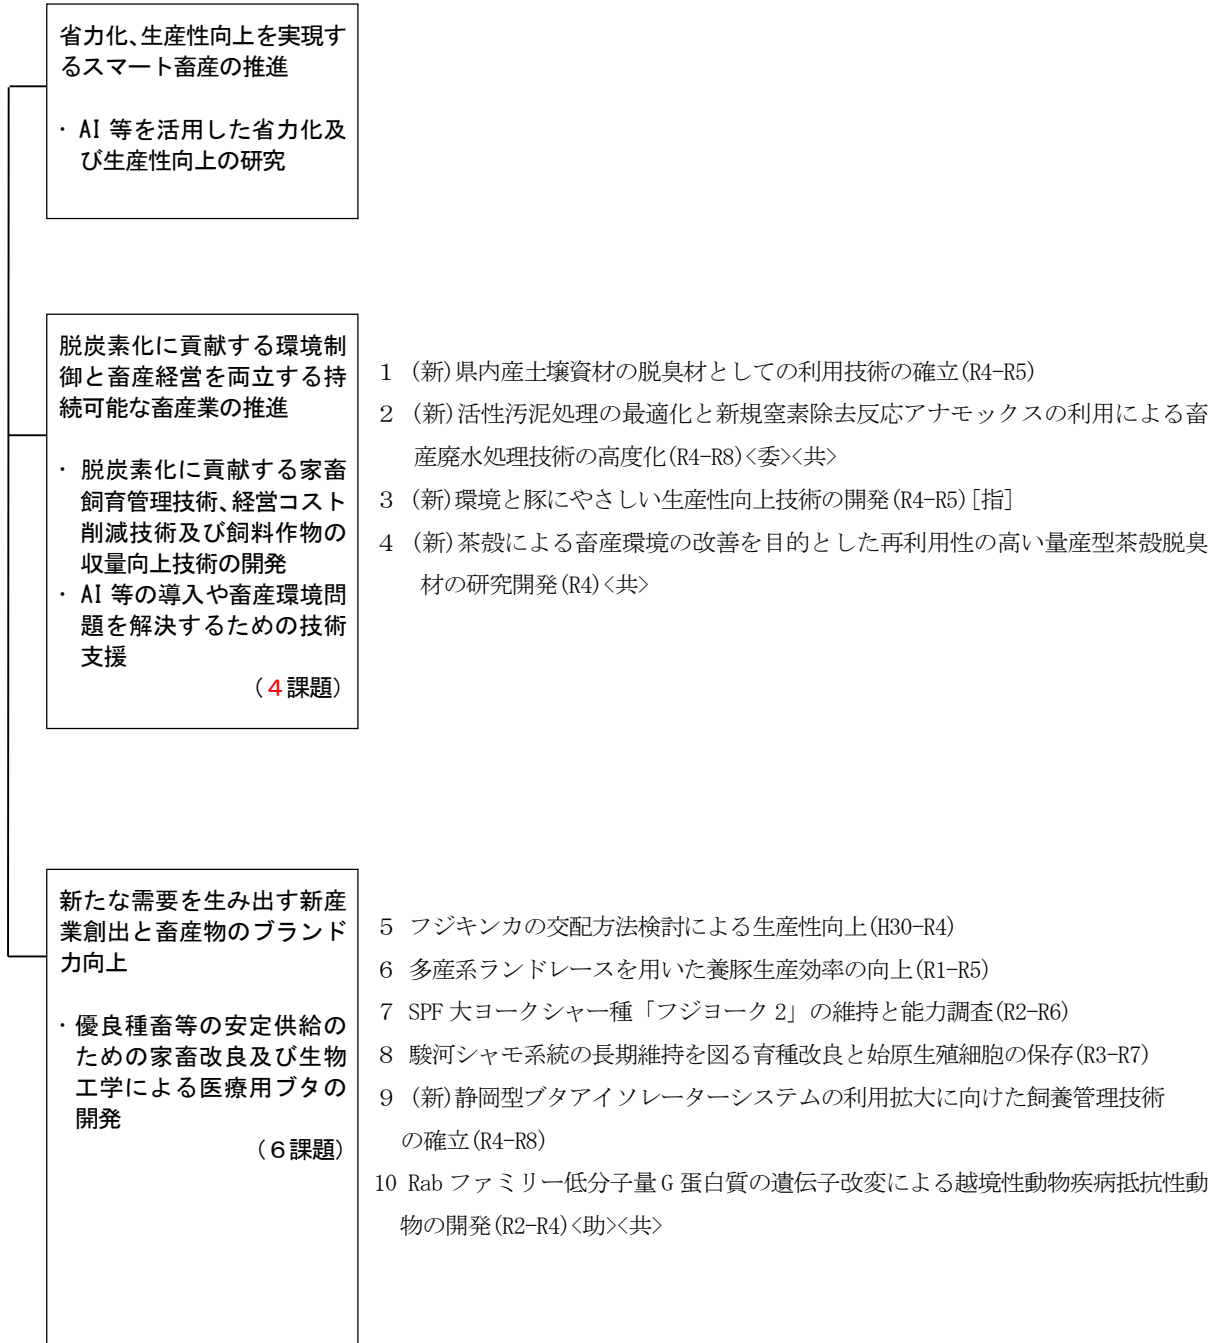 省力化、生産性向上を実現す
るスマート畜産の推進
・ AI 等を活用した省力化及
び生産性向上の研究
脱炭素化に貢献する環境制
御と畜産経営を両立する持
続可能な畜産業の推進
・ 脱炭素化に貢献する家畜
飼育管理技術、経営コスト
削減技術及び飼料作物の
収量向上技術の開発
・ AI 等の導入や畜産環境問
題を解決するための技術
支援
（４課題）
1 (新)県内産土壌資材の脱臭材としての利用技術の確立(R4-R5)
2 (新)活性汚泥処理の最適化と新規窒素除去反応アナモックスの利用による畜
産廃水処理技術の高度化(R4-R8)<委><共>
3 (新)環境と豚にやさしい生産性向上技術の開発(R4-R5)[指]
4 (新)茶殻による畜産環境の改善を目的とした再利用性の高い量産型茶殻脱臭
材の研究開発(R4)<共>
新たな需要を生み出す新産
業創出と畜産物のブランド
力向上
・優良種畜等の安定供給の
ための家畜改良及び生物
工学による医療用ブタの
開発
（６課題）
5 フジキンカの交配方法検討による生産性向上(H30-R4)
6 多産系ランドレースを用いた養豚生産効率の向上(R1-R5)
7 SPF 大ヨークシャー種「フジヨーク 2」の維持と能力調査(R2-R6)
8 駿河シャモ系統の長期維持を図る育種改良と始原生殖細胞の保存(R3-R7)
9 (新)静岡型ブタアイソレーターシステムの利用拡大に向けた飼養管理技術
の確立(R4-R8)
10 Rab ファミリー低分子量 G 蛋白質の遺伝子改変による越境性動物疾病抵抗性動
物の開発(R2-R4)<助><共>